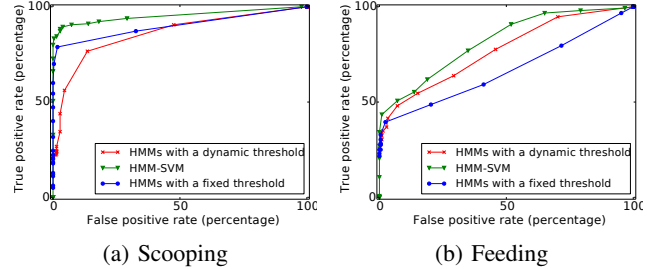 100
50
0
0
50
100
True positive rate (percentage)
False positive rate (percentage)
HMMs with a dynamic threshold
HMM-SVM
HMMs with a fixed threshold
(a) Scooping
100
50
0
0
50
100
True positive rate (percentage)
False positive rate (percentage)
HMMs with a dynamic threshold
HMM-SVM
HMMs with a fixed threshold
(b) Feeding